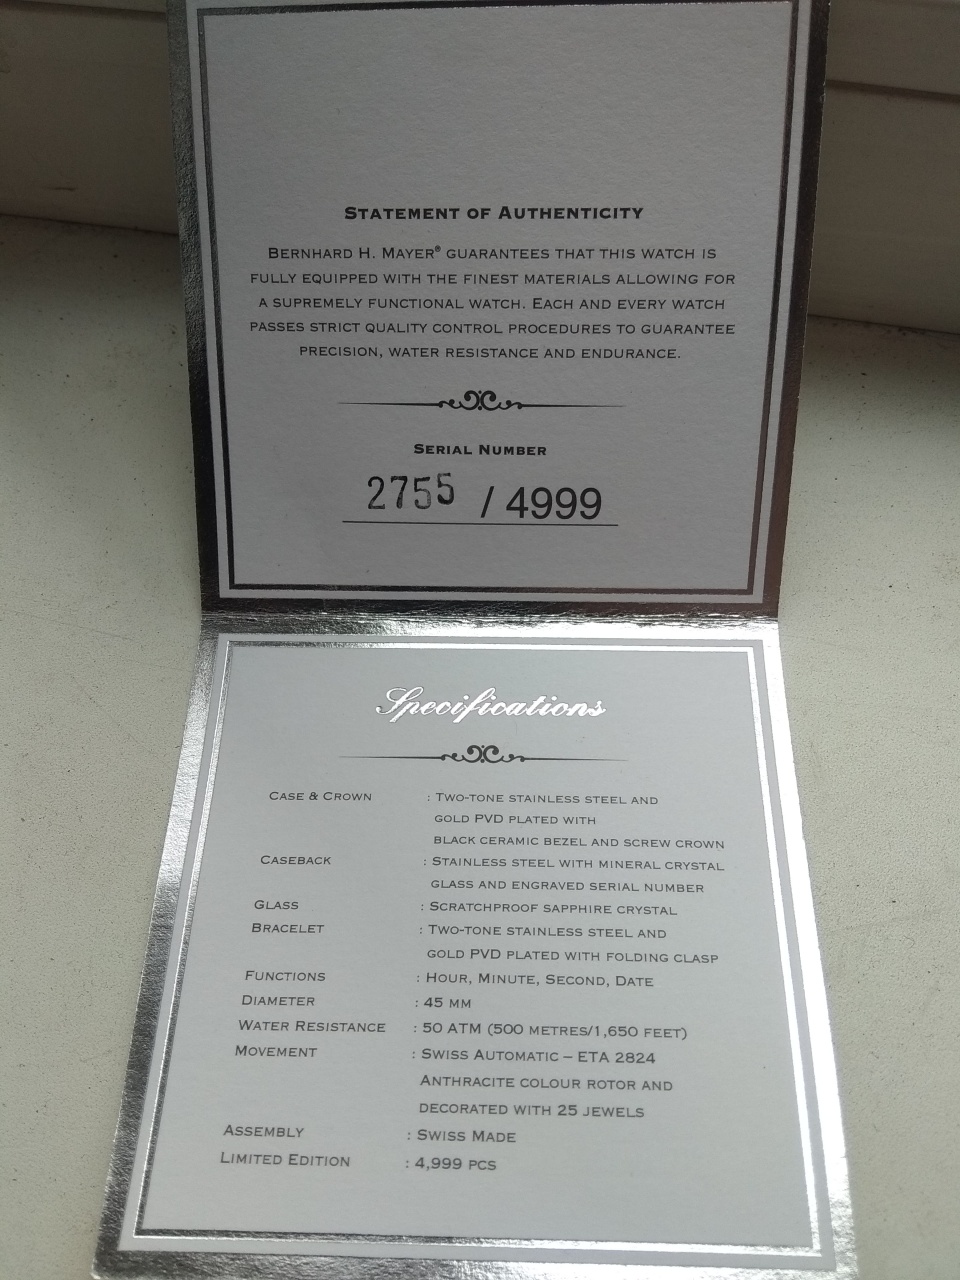 STATEMENT OF AUTHENTICITY
BERNHARD H. MAYER® GUARANTEES THAT THIS WATCH IS
FULLY EQUIPPED WITH THE FINEST MATERIALS ALLOWING FOR
A SUPREMELY FUNCTIONAL WATCH. EACH AND EVERY WATCH
PASSES STRICT QUALITY CONTROL PROCEDURES TO GUARANTEE
PRECISION, WATER RESISTANCE AND ENDURANCE.
SERIAL NUMBER
2755 / 4999
Specifications
CASE & CROWN : TWO-TONE STAINLESS STEEL AND
GOLD PVD PLATED WITH
BLACK CERAMIC BEZEL AND SCREW CROWN
CASEBACK : STAINLESS STEEL WITH MINERAL CRYSTAL
GLASS AND ENGRAVED SERIAL NUMBER
GLASS : SCRATCHPROOF SAPPHIRE CRYSTAL
BRACELET : TWO-TONE STAINLESS STEEL AND
GOLD PVD PLATED WITH FOLDING CLASP
FUNCTIONS : HOUR, MINUTE, SECOND, DATE
DIAMETER : 45 MM
WATER RESISTANCE : 50 ATM (500 METRES/1,650 FEET)
MOVEMENT : SWISS AUTOMATIC – ETA 2824
ANTHRACITE COLOUR ROTOR AND
DECORATED WITH 25 JEWELS
ASSEMBLY : SWISS MADE
LIMITED EDITION : 4,999 PCS